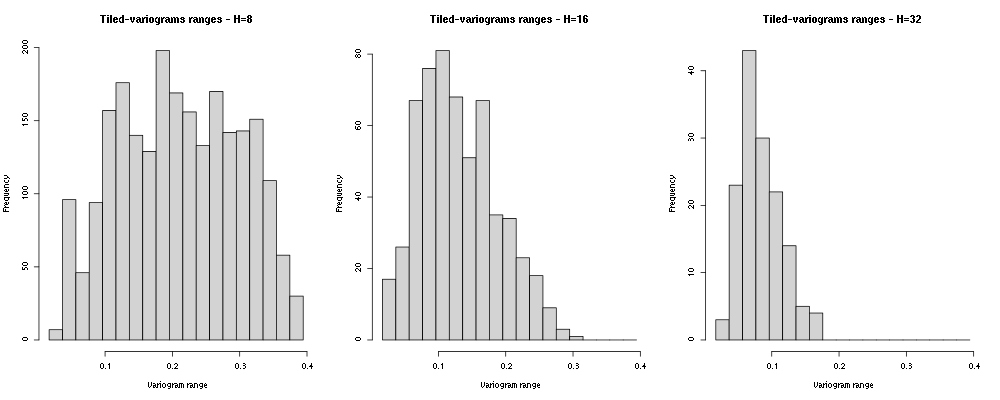 Tiled-variograms ranges - H=8
Frequency
200
150
100
50
0
0.1 0.2 0.3 0.4
Variogram range
Tiled-variograms ranges - H=16
Frequency
80
60
40
20
0
0.1 0.2 0.3 0.4
Variogram range
Tiled-variograms ranges - H=32
Frequency
40
30
20
10
0
0.1 0.2 0.3 0.4
Variogram range